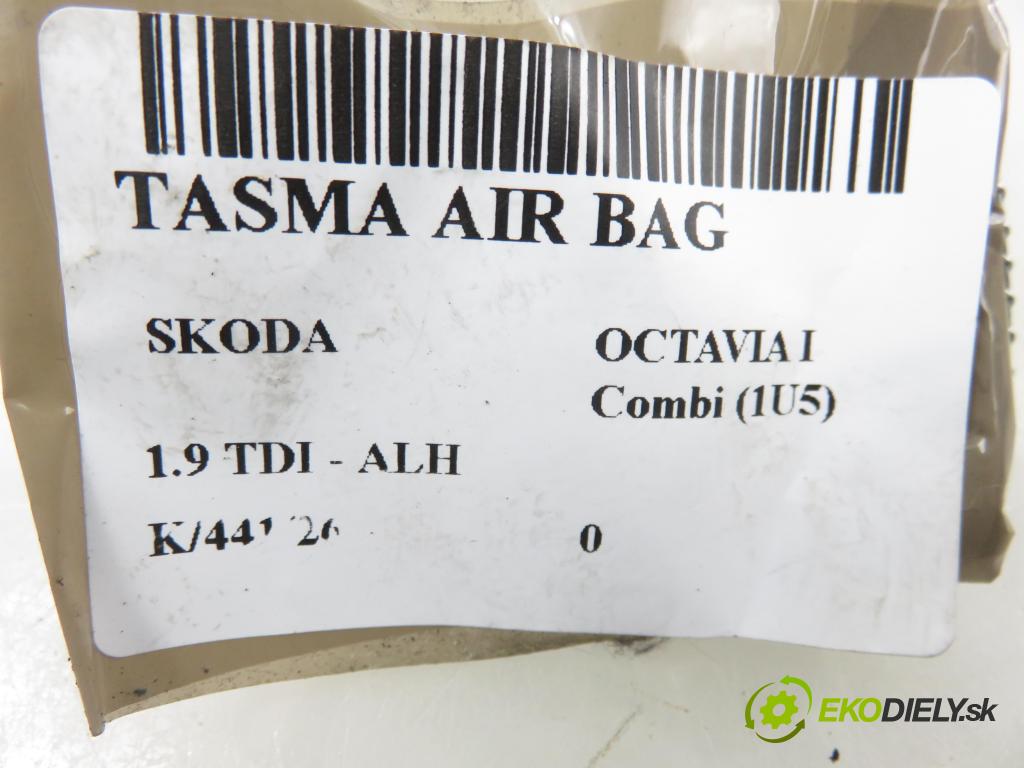 TASMA AIR BAG
SKODA OCTAVIA I
Combi (1U5)
1.9 TDI - ALH
0
EKODIELY.sk